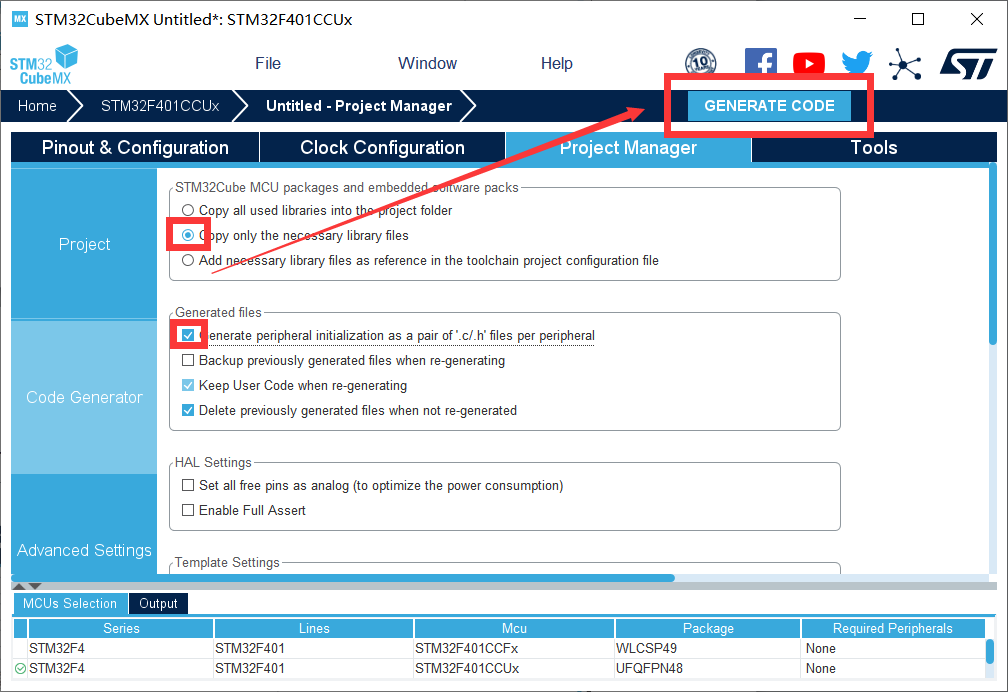 MX STM32CubeMX Untitled*: STM32F401CCUx
STM32
CubeMX
File
Window
Help
10
Home
STM32F401CCUx
Untitled - Project Manager
GENERATE CODE
Pinout & Configuration
Clock Configuration
Project Manager
Tools
Project
Code Generator
Advanced Settings
STM32Cube MCU packages and embedded software packs
Copy all used libraries into the project folder
Copy only the necessary library files
Add necessary library files as reference in the toolchain project configuration file
Generated files
Generate peripheral initialization as a pair of '.c/.h' files per peripheral
Backup previously generated files when re-generating
Keep User Code when re-generating
Delete previously generated files when not re-generated
HAL Settings
Set all free pins as analog (to optimize the power consumption)
Enable Full Assert
Template Settings
MCUs Selection
Output
Series Lines Mcu Package Required Peripherals
STM32F4 STM32F401 STM32F401CCFx WLCSP49 None
STM32F4 STM32F401 STM32F401CCUx UFQFPN48 None